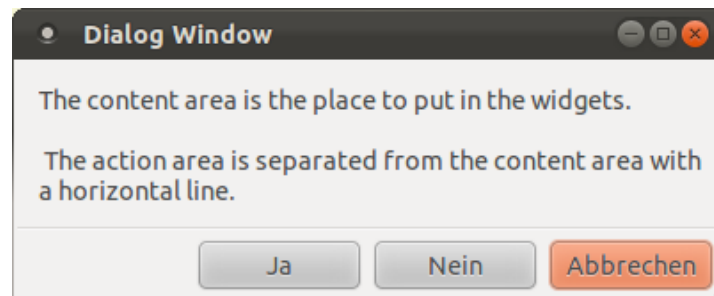 Dialog Window
The content area is the place to put in the widgets.
The action area is separated from the content area with
a horizontal line.
Ja Nein Abbrechen